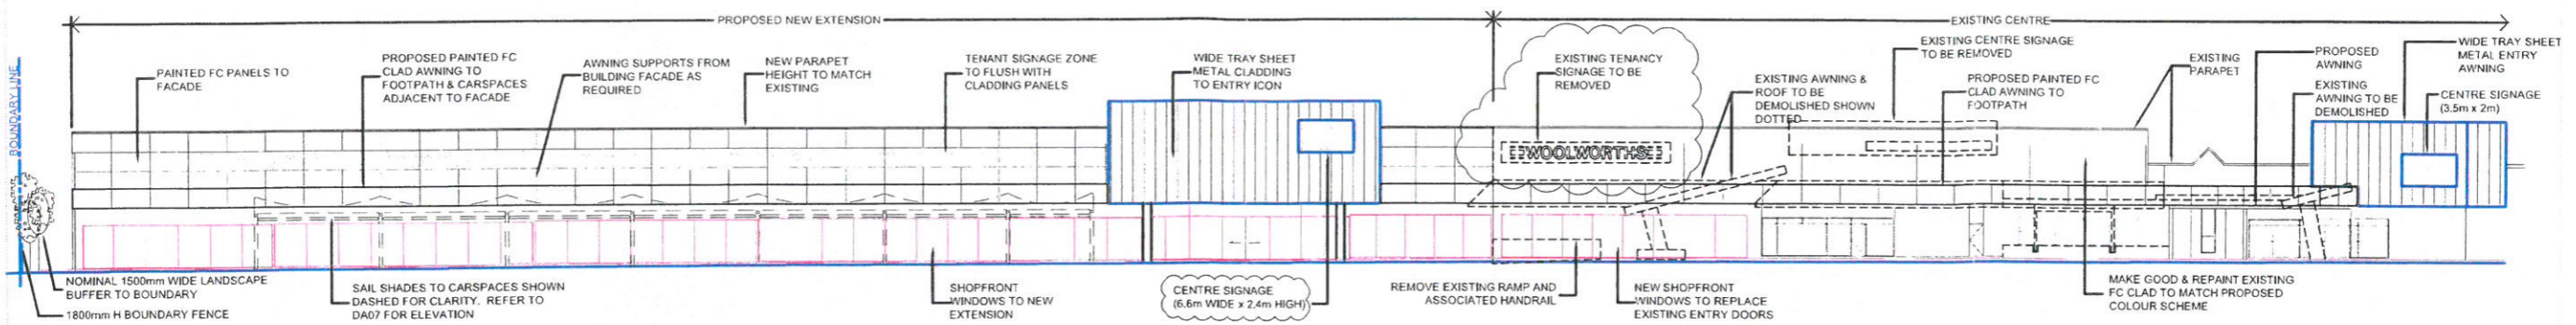 PROPOSED NEW EXTENSION
EXISTING CENTRE
BOUNDARY LINE
PAINTED FC PANELS TO
FACADE
PROPOSED PAINTED FC
CLAD AWNING TO
FOOTPATH & CARSPACES
ADJACENT TO FACADE
AWNING SUPPORTS FROM
BUILDING FACADE AS
REQUIRED
NEW PARAPET
HEIGHT TO MATCH
EXISTING
TENANT SIGNAGE ZONE
TO FLUSH WITH
CLADDING PANELS
WIDE TRAY SHEET
METAL CLADDING
TO ENTRY ICON
EXISTING TENANCY
SIGNAGE TO BE
REMOVED
EXISTING AWNING &
ROOF TO BE
DEMOLISHED SHOWN
DOTTED
EXISTING CENTRE SIGNAGE
TO BE REMOVED
PROPOSED PAINTED FC
CLAD AWNING TO
FOOTPATH
EXISTING
PARAPET
PROPOSED
AWNING
EXISTING
AWNING TO BE
DEMOLISHED
WIDE TRAY SHEET
METAL ENTRY
AWNING
CENTRE SIGNAGE
(3.5m x 2m)
WOOLWORTHS
NOMINAL 1500mm WIDE LANDSCAPE
BUFFER TO BOUNDARY
1800mm H BOUNDARY FENCE
SAIL SHADES TO CARSPACES SHOWN
DASHED FOR CLARITY. REFER TO
DA07 FOR ELEVATION
SHOPFRONT
WINDOWS TO NEW
EXTENSION
CENTRE SIGNAGE
(6.6m WIDE x 2.4m HIGH)
REMOVE EXISTING RAMP AND
ASSOCIATED HANDRAIL
NEW SHOPFRONT
WINDOWS TO REPLACE
EXISTING ENTRY DOORS
MAKE GOOD & REPAINT EXISTING
FC CLAD TO MATCH PROPOSED
COLOUR SCHEME